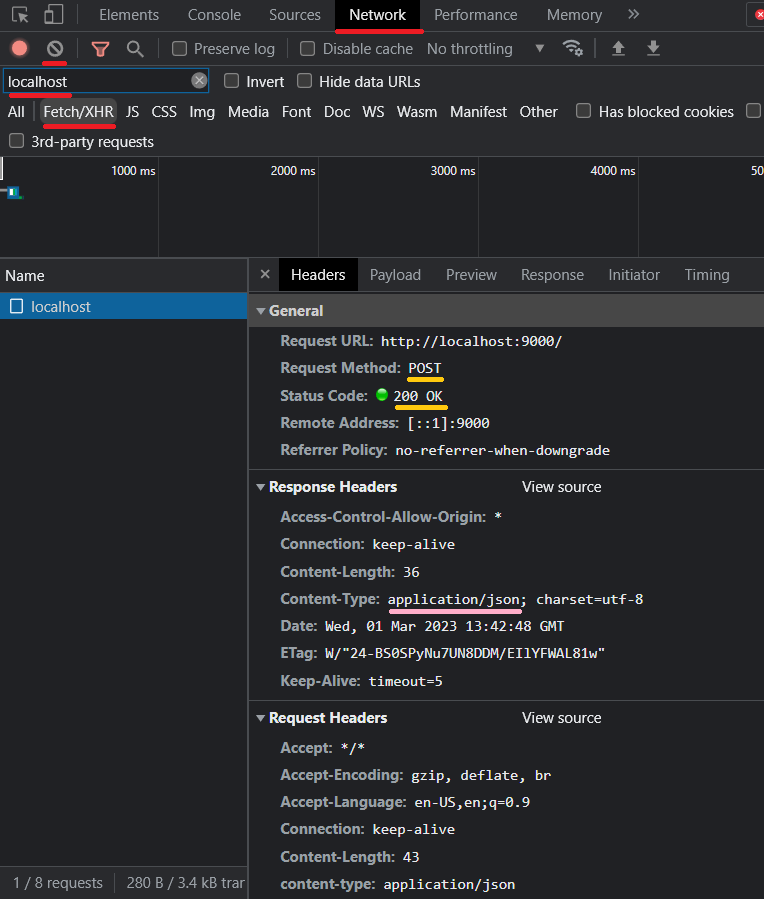 Elements Console Sources Network Performance Memory
Preserve log Disable cache No throttling
localhost Invert Hide data URLs
All Fetch/XHR JS CSS Img Media Font Doc WS Wasm Manifest Other Has blocked cookies
3rd-party requests
1000 ms 2000 ms 3000 ms 4000 ms 50
Name Headers Payload Preview Response Initiator Timing
localhost General
Request URL: http://localhost:9000/
Request Method: POST
Status Code: 200 OK
Remote Address: [::1]:9000
Referrer Policy: no-referrer-when-downgrade
Response Headers View source
Access-Control-Allow-Origin: *
Connection: keep-alive
Content-Length: 36
Content-Type: application/json; charset=utf-8
Date: Wed, 01 Mar 2023 13:42:48 GMT
ETag: W/"24-BS0SPyNu7UN8DDM/EIlYFWAL81w"
Keep-Alive: timeout=5
Request Headers View source
Accept: */*
Accept-Encoding: gzip, deflate, br
Accept-Language: en-US,en;q=0.9
Connection: keep-alive
Content-Length: 43
1 / 8 requests 280 B / 3.4 kB tran content-type: application/json